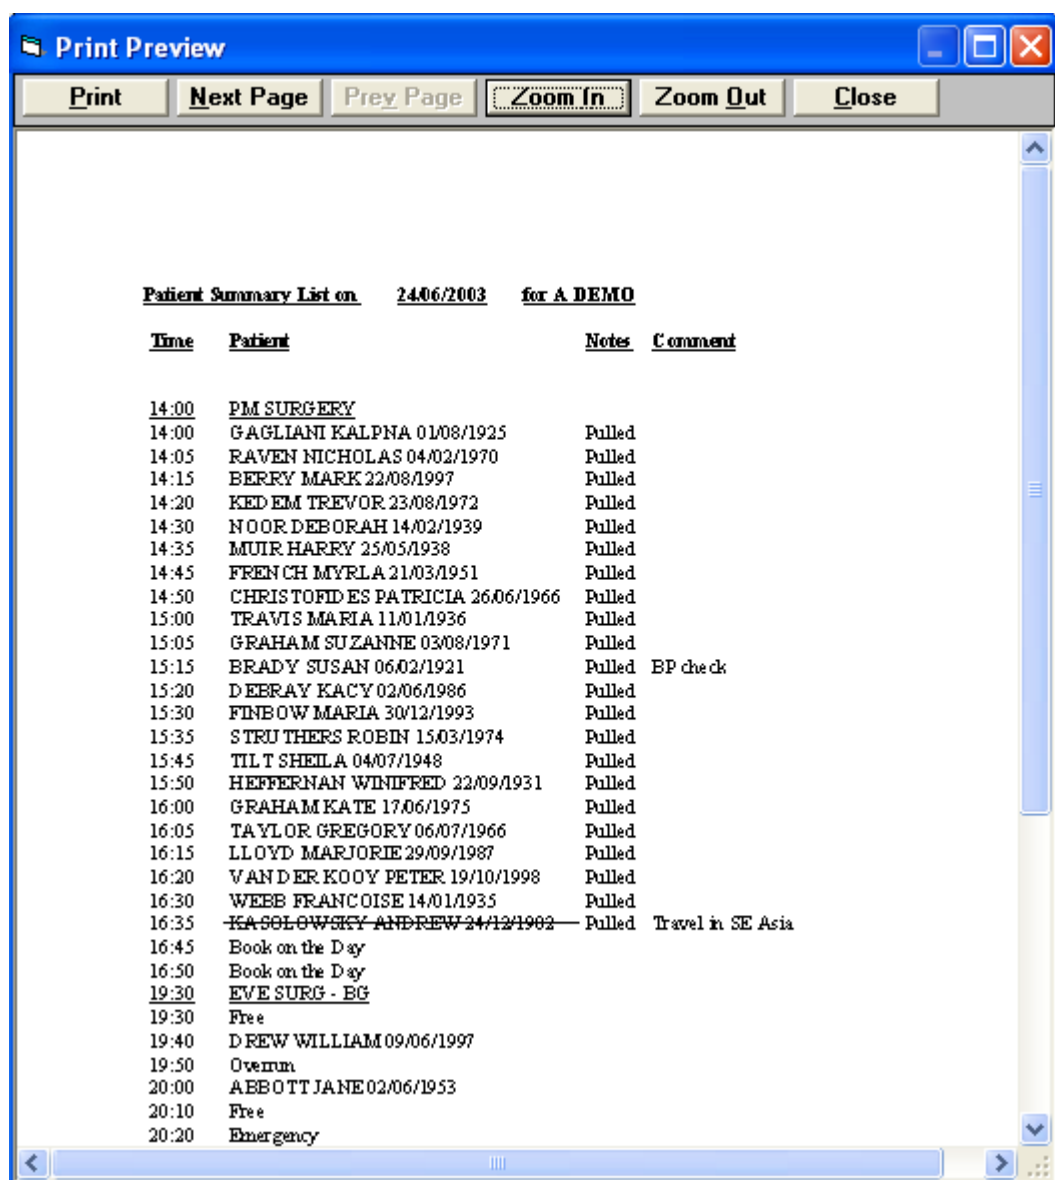 Print Preview
Print Next Page Prev Page Zoom In Zoom Out Close
Patient Summary List on 24/06/2003 for A DEMO
Time Patient Notes Comment
14:00 PM SURGERY
14:00 GAGLIANI KALPNA 01/08/1925 Pulled
14:05 RAVEN NICHOLAS 04/02/1970 Pulled
14:15 BERRY MARK 22/08/1997 Pulled
14:20 KEDEM TREVOR 23/08/1972 Pulled
14:30 NOOR DEBORAH 14/02/1939 Pulled
14:35 MUIR HARRY 25/05/1938 Pulled
14:45 FRENCH MYRLA 21/03/1951 Pulled
14:50 CHRISTOFIDES PATRICIA 26/06/1966 Pulled
15:00 TRAVIS MARIA 11/01/1936 Pulled
15:05 GRAHAM SUZANNE 03/08/1971 Pulled
15:15 BRADY SUSAN 06/02/1921 Pulled BP check
15:20 DEBRAY KACY 02/06/1986 Pulled
15:30 FINBOW MARIA 30/12/1993 Pulled
15:35 STRUTHERS ROBIN 15/03/1974 Pulled
15:45 TILT SHEILA 04/07/1948 Pulled
15:50 HEFFERNAN WINIFRED 22/09/1931 Pulled
16:00 GRAHAM KATE 17/06/1975 Pulled
16:05 TAYLOR GREGORY 06/07/1966 Pulled
16:15 LLOYD MARJORIE 29/09/1987 Pulled
16:20 VAN DER KOOY PETER 19/10/1998 Pulled
16:30 WEBB FRANCOISE 14/01/1935 Pulled
16:35 KASOLOWSKY ANDREW 24/12/1902 Pulled Travel in SE Asia
16:45 Book on the Day
16:50 Book on the Day
19:30 EVE SURG - BG
19:30 Free
19:40 DREW WILLIAM 09/06/1997
19:50 Overrun
20:00 ABBOTT JANE 02/06/1953
20:10 Free
20:20 Emergency